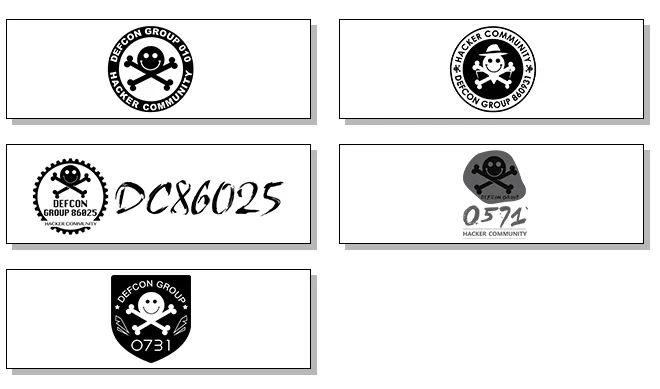 DEFCON GROUP 010
HACKER COMMUNITY
HACKER COMMUNITY
DEFCON GROUP 860931
DEFCON
GROUP 86025
HACKER COMMUNITY
DC86025
DEFCON GROUP
0571
HACKER COMMUNITY
DEFCON GROUP
0731